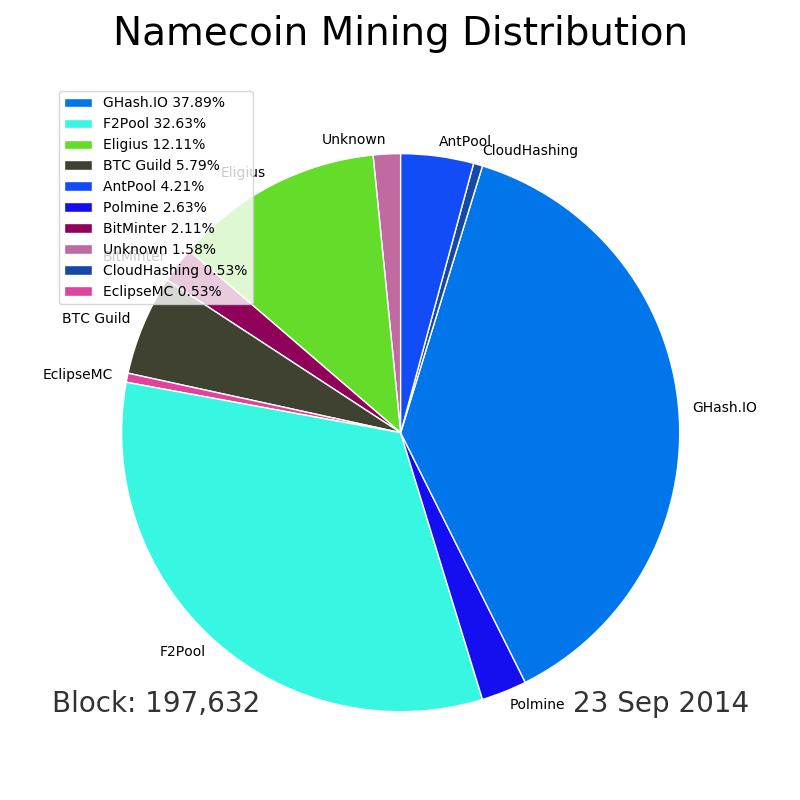 Namecoin Mining Distribution
GHash.IO 37.89%
F2Pool 32.63%
Eligius 12.11%
BTC Guild 5.79%
AntPool 4.21%
Polmine 2.63%
BitMinter 2.11%
Unknown 1.58%
CloudHashing 0.53%
EclipseMC 0.53%
Unknown
AntPool
CloudHashing
Eligius
BitMinter
BTC Guild
EclipseMC
GHash.IO
F2Pool
Polmine
Block: 197,632
23 Sep 2014